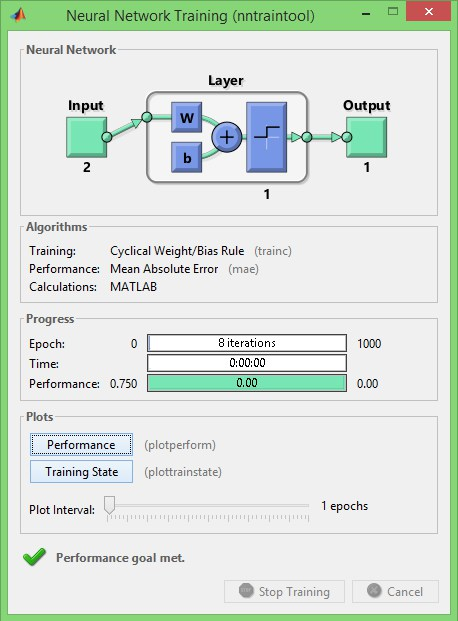 Neural Network Training (nntraintool)
Neural Network
Layer
Input
Output
W
b
+
2
1
1
Algorithms
Training: Cyclical Weight/Bias Rule (trainc)
Performance: Mean Absolute Error (mae)
Calculations: MATLAB
Progress
Epoch: 0 8 iterations 1000
Time: 0:00:00
Performance: 0.750 0.00 0.00
Plots
Performance (plotperform)
Training State (plottrainstate)
Plot Interval: 1 epochs
Performance goal met.
Stop Training Cancel